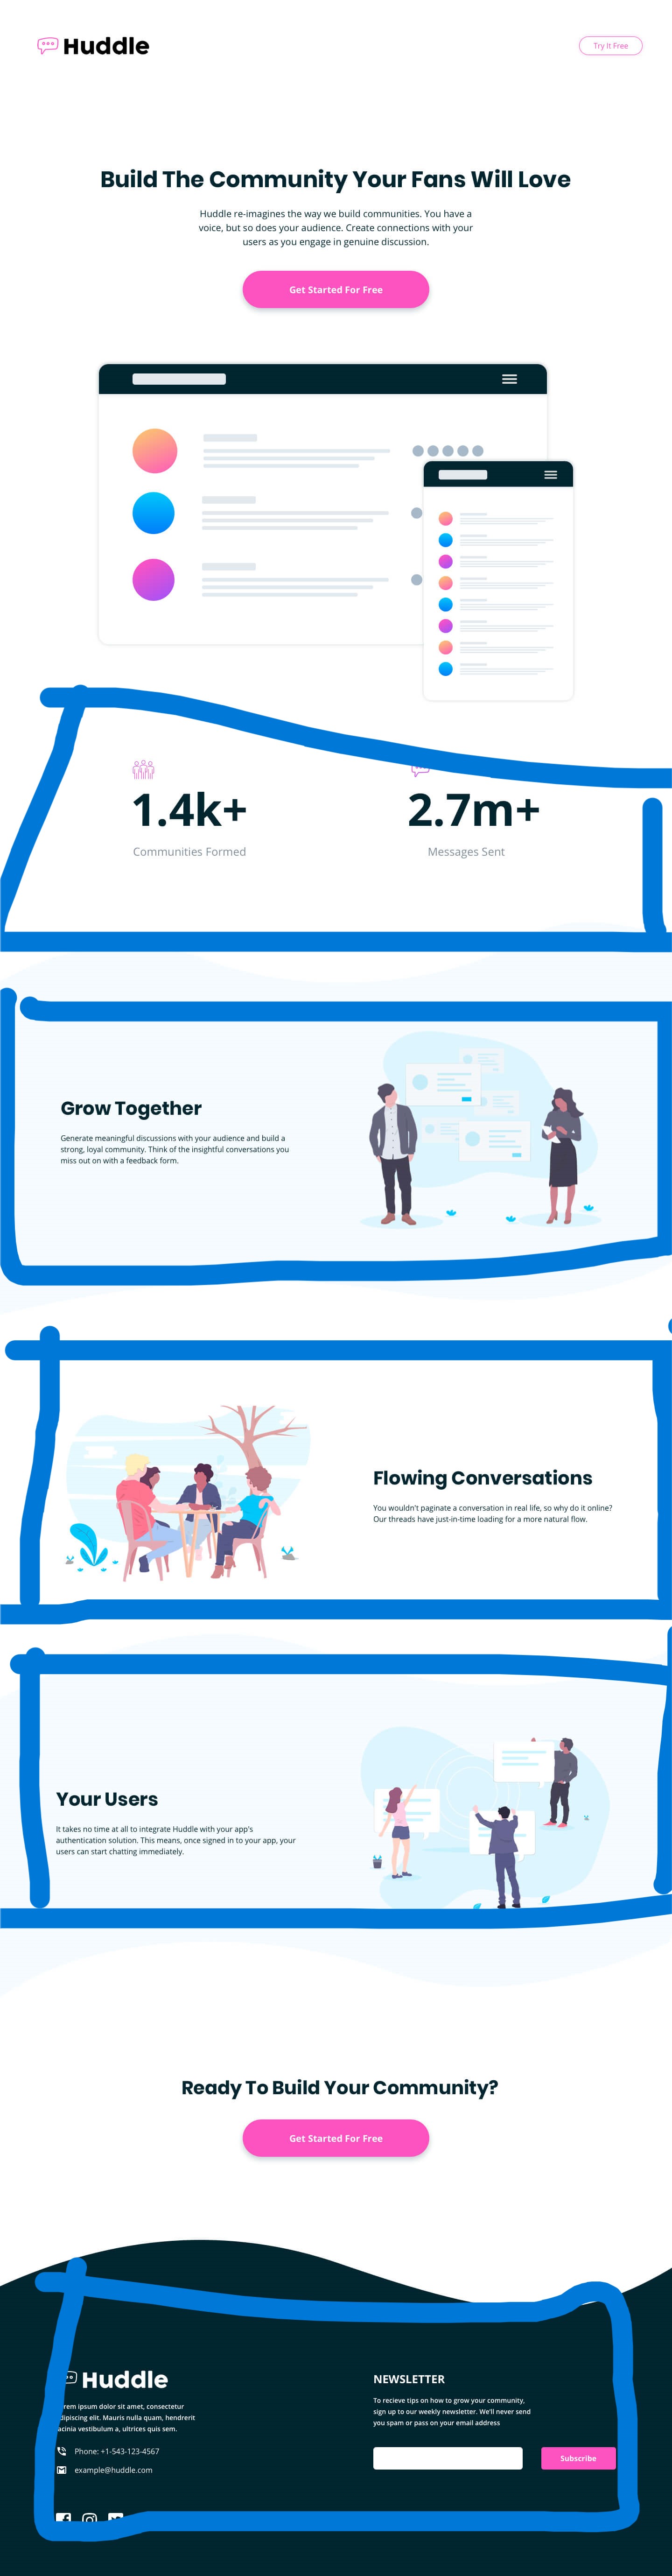 Huddle
Try It Free
Build The Community Your Fans Will Love
Huddle re-imagines the way we build communities. You have a
voice, but so does your audience. Create connections with your
users as you engage in genuine discussion.
Get Started For Free
1.4k+
Communities Formed
2.7m+
Messages Sent
Grow Together
Generate meaningful discussions with your audience and build a
strong, loyal community. Think of the insightful conversations you
miss out on with a feedback form.
Flowing Conversations
You wouldn't paginate a conversation in real life, so why do it online?
Our threads have just-in-time loading for a more natural flow.
Your Users
It takes no time at all to integrate Huddle with your app's
authentication solution. This means, once signed in to your app, your
users can start chatting immediately.
Ready To Build Your Community?
Get Started For Free
Huddle
ipsum dolor sit amet, consectetur
elit. Mauris nulla quam, hendrerit
vestibulum a, ultrices quis sem.
Phone: +1-543-123-4567
example@huddle.com
NEWSLETTER
To recieve tips on how to grow your community,
sign up to our weekly newsletter. We'll never send
you spam or pass on your email address
Subscribe